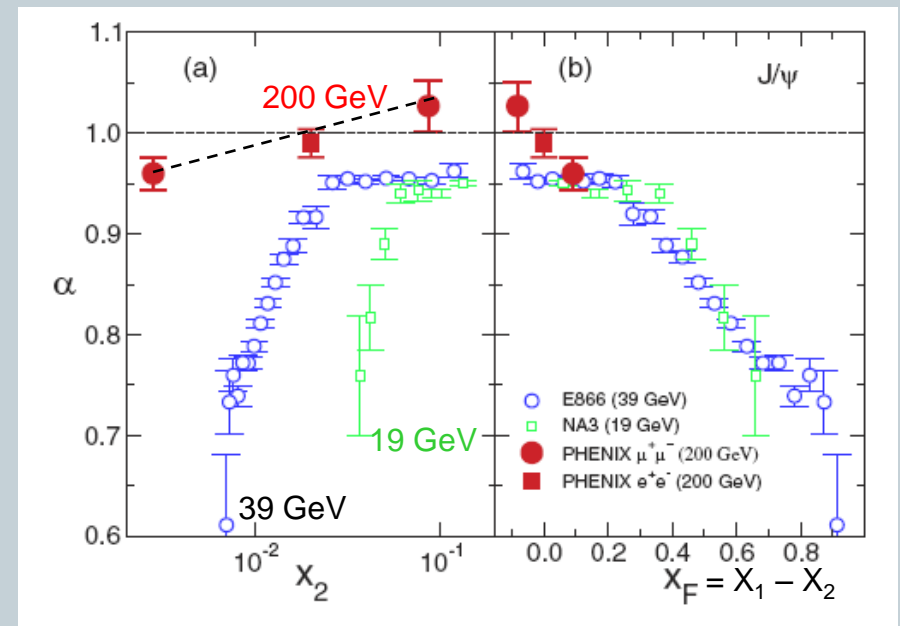 1.1
(a)
(b)
J/ψ
200 GeV
1.0
0.9
α
0.8
E866 (39 GeV)
NA3 (19 GeV)
0.7
19 GeV
PHENIX μ⁺μ⁻ (200 GeV)
PHENIX e⁺e⁻ (200 GeV)
39 GeV
0.6
10⁻² 10⁻¹ 0.0 0.2 0.4 0.6 0.8
X₂
X_F = X₁ – X₂